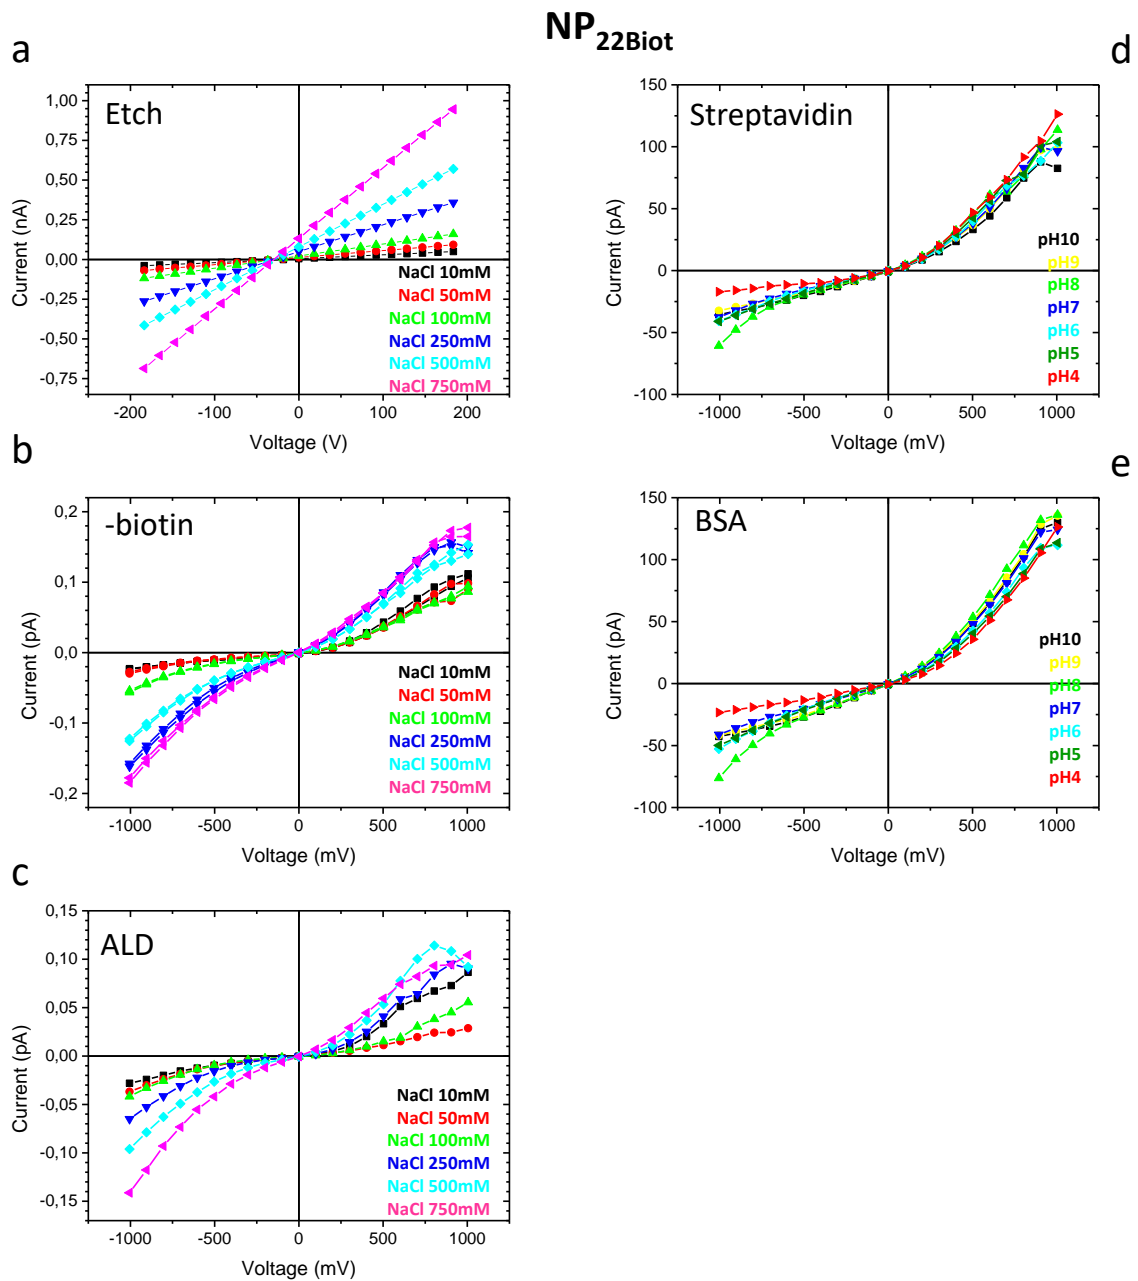 NP22Biot
a
Etch
1,00
0,75
0,50
0,25
0,00
-0,25
-0,50
-0,75
Current (nA)
NaCl 10mM
NaCl 50mM
NaCl 100mM
NaCl 250mM
NaCl 500mM
NaCl 750mM
-200 -100 0 100 200
Voltage (V)
b
-biotin
0,2
0,1
0,0
-0,1
-0,2
Current (pA)
NaCl 10mM
NaCl 50mM
NaCl 100mM
NaCl 250mM
NaCl 500mM
NaCl 750mM
-1000 -500 0 500 1000
Voltage (mV)
c
ALD
0,15
0,10
0,05
0,00
-0,05
-0,10
-0,15
Current (pA)
NaCl 10mM
NaCl 50mM
NaCl 100mM
NaCl 250mM
NaCl 500mM
NaCl 750mM
-1000 -500 0 500 1000
Voltage (mV)
d
Streptavidin
150
100
50
0
-50
-100
Current (pA)
pH10
pH9
pH8
pH7
pH6
pH5
pH4
-1000 -500 0 500 1000
Voltage (mV)
e
BSA
150
100
50
0
-50
-100
Current (pA)
pH10
pH9
pH8
pH7
pH6
pH5
pH4
-1000 -500 0 500 1000
Voltage (mV)